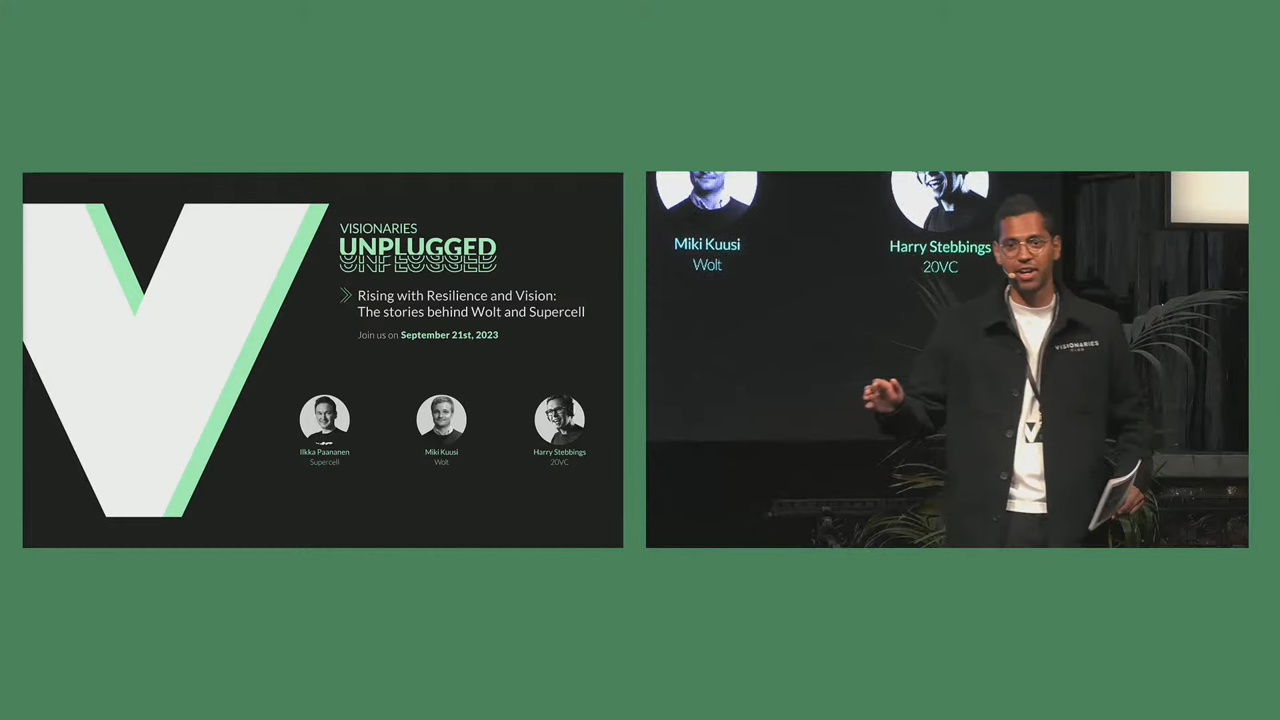 VISIONARIES
UNPLUGGED
Rising with Resilience and Vision:
The stories behind Wolt and Supercell
Join us on September 21st, 2023
Ilkka Paananen
Supercell
Miki Kuusi
Wolt
Harry Stebbings
20VC
Miki Kuusi
Wolt
Harry Stebbings
20VC
VISIONARIES
CLUB